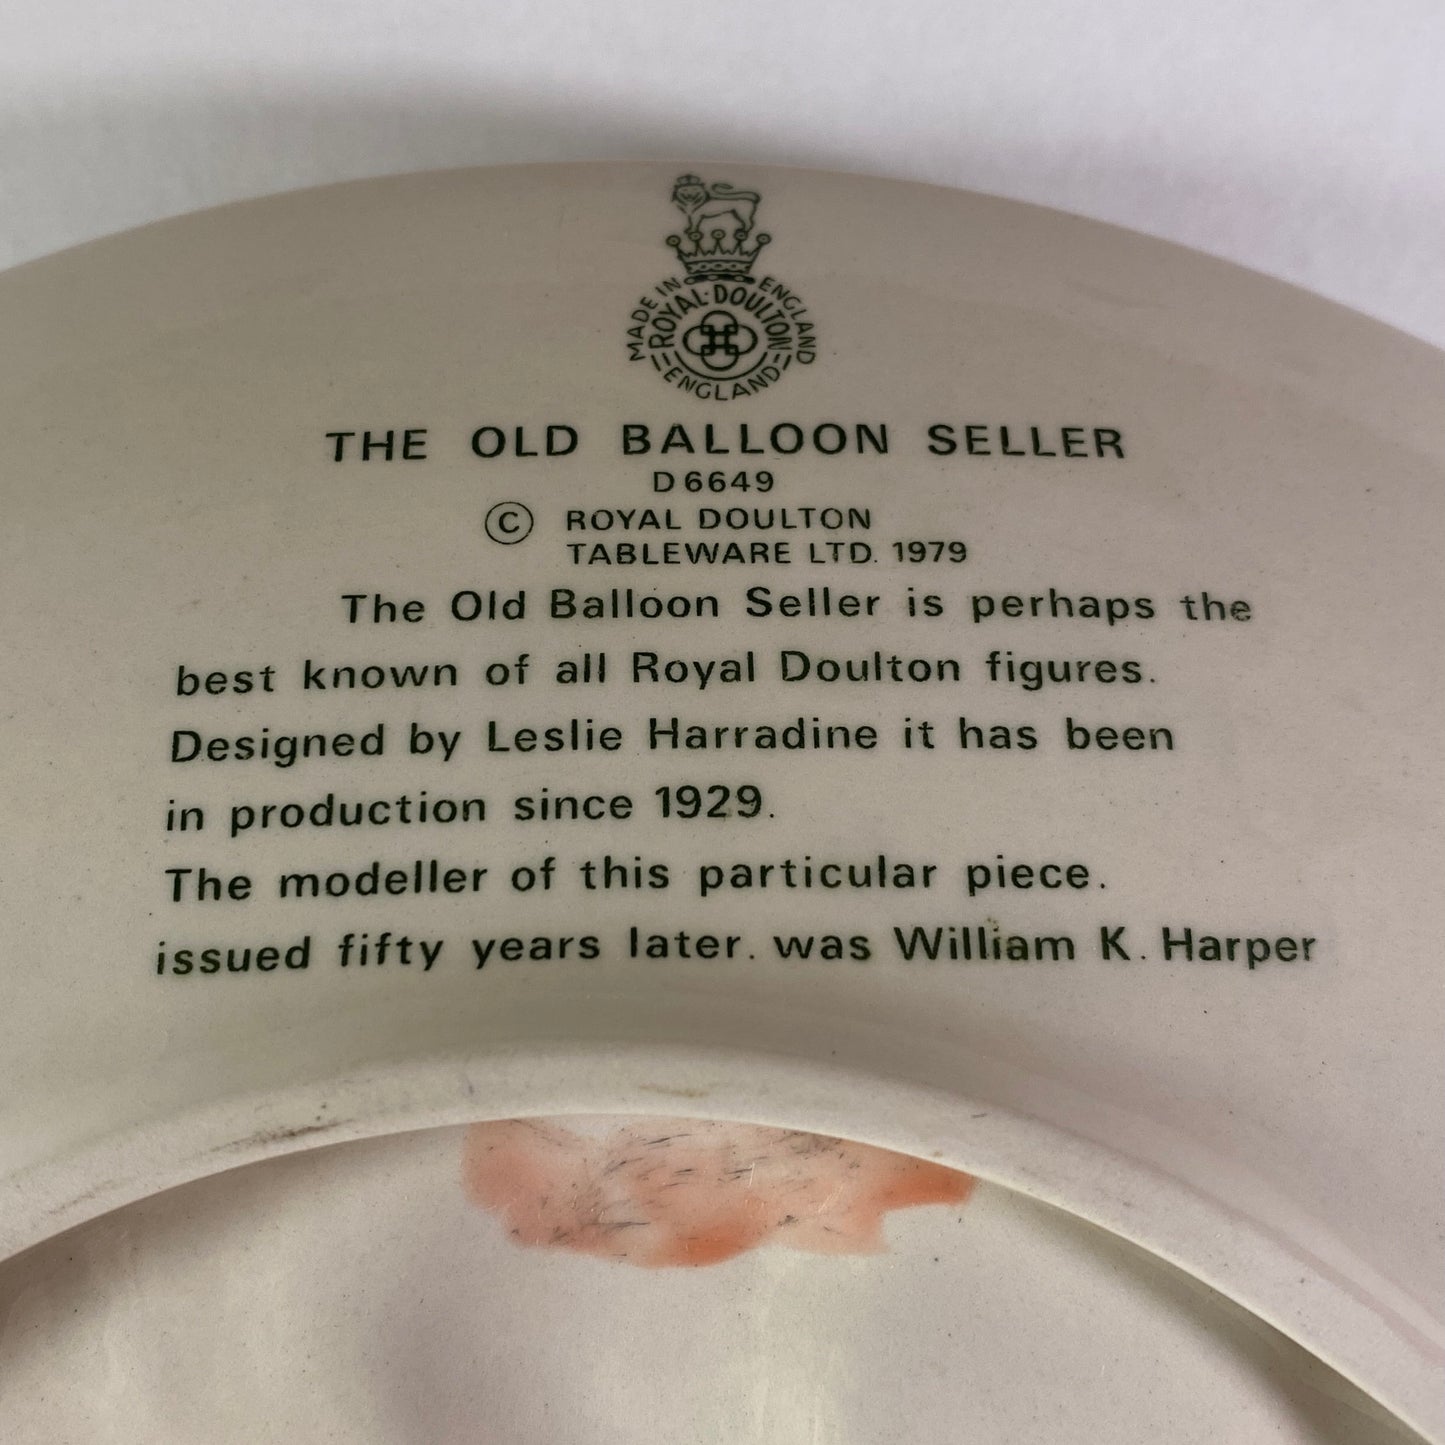 MADE IN ENGLAND
ROYAL·DOULTON
ENGLAND
THE OLD BALLOON SELLER
D 6649
© ROYAL DOULTON
TABLEWARE LTD. 1979
The Old Balloon Seller is perhaps the
best known of all Royal Doulton figures.
Designed by Leslie Harradine it has been
in production since 1929.
The modeller of this particular piece.
issued fifty years later. was William K. Harper